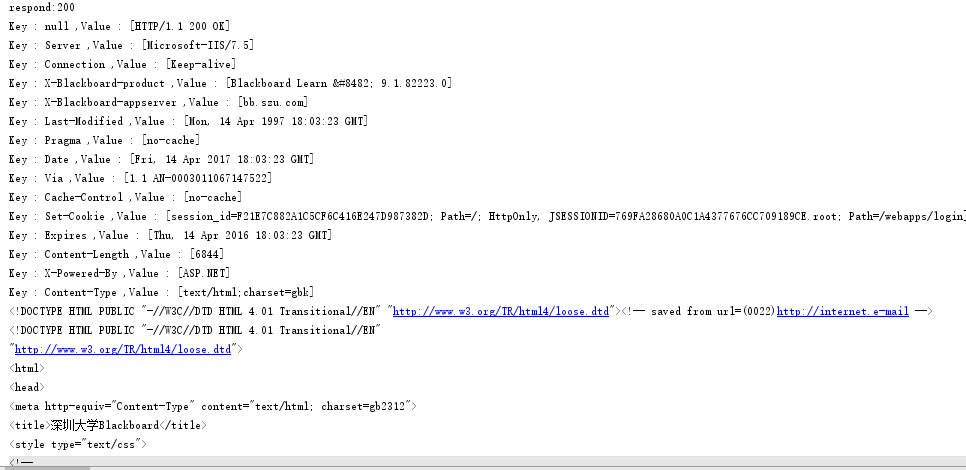 respond:200
Key : null ,Value : [HTTP/1.1 200 OK]
Key : Server ,Value : [Microsoft-IIS/7.5]
Key : Connection ,Value : [Keep-alive]
Key : X-Blackboard-product ,Value : [Blackboard Learn &#8482; 9.1.82223.0]
Key : X-Blackboard-appserver ,Value : [bb.szu.com]
Key : Last-Modified ,Value : [Mon, 14 Apr 1997 18:03:23 GMT]
Key : Pragma ,Value : [no-cache]
Key : Date ,Value : [Fri, 14 Apr 2017 18:03:23 GMT]
Key : Via ,Value : [1.1 AN-0003011067147522]
Key : Cache-Control ,Value : [no-cache]
Key : Set-Cookie ,Value : [session_id=F21E7C882A1C5CF6C416E247D987382D; Path=/; HttpOnly, JSESSIONID=769FA28680A0C1A4377676CC709189CE.root; Path=/webapps/login]
Key : Expires ,Value : [Thu, 14 Apr 2016 18:03:23 GMT]
Key : Content-Length ,Value : [6844]
Key : X-Powered-By ,Value : [ASP.NET]
Key : Content-Type ,Value : [text/html;charset=gbk]
<!DOCTYPE HTML PUBLIC "-//W3C//DTD HTML 4.01 Transitional//EN" "http://www.w3.org/TR/html4/loose.dtd"><!-- saved from url=(0022)http://internet.e-mail -->
<!DOCTYPE HTML PUBLIC "-//W3C//DTD HTML 4.01 Transitional//EN"
"http://www.w3.org/TR/html4/loose.dtd">
<html>
<head>
<meta http-equiv="Content-Type" content="text/html; charset=gb2312">
<title>深圳大学Blackboard</title>
<style type="text/css">
<!--